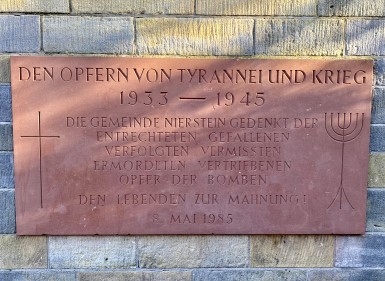 DEN OPFERN VON TYRANNEI UND KRIEG
1933 — 1945
DIE GEMEINDE NIERSTEIN GEDENKT DER
ENTRECHTETEN GEFALLENEN
VERFOLGTEN VERMISSTEN
ERMORDETEN VERTRIEBENEN
OPFER DER BOMBEN
DEN LEBENDEN ZUR MAHNUNG!
8. MAI 1985